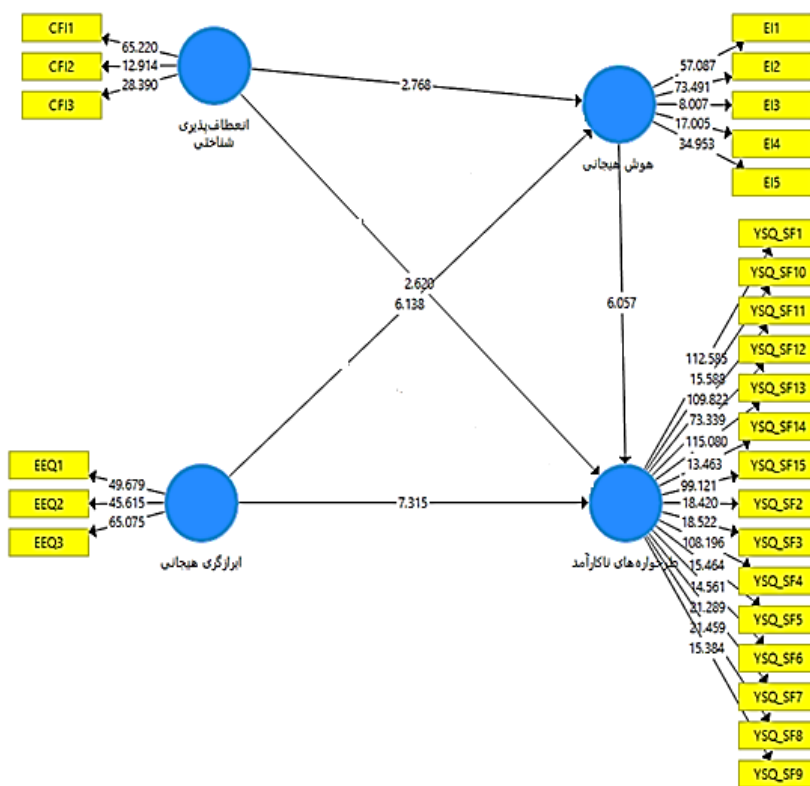 CFI1
CFI2
CFI3
65.220
12.914
28.390
انعطاف‌پذیری
شناختی
2.768
EI1
EI2
EI3
EI4
EI5
57.087
73.491
8.007
17.005
34.953
هوش هیجانی
2.620
6.138
6.057
EEQ1
EEQ2
EEQ3
49.679
45.615
65.075
ابرازگری هیجانی
7.315
طرحواره‌های ناکارآمد
YSQ_SF1
YSQ_SF10
YSQ_SF11
YSQ_SF12
YSQ_SF13
YSQ_SF14
YSQ_SF15
YSQ_SF2
YSQ_SF3
YSQ_SF4
YSQ_SF5
YSQ_SF6
YSQ_SF7
YSQ_SF8
YSQ_SF9
112.585
15.588
109.822
73.339
115.080
13.463
99.121
18.420
18.522
108.196
15.464
14.561
21.289
21.459
15.384